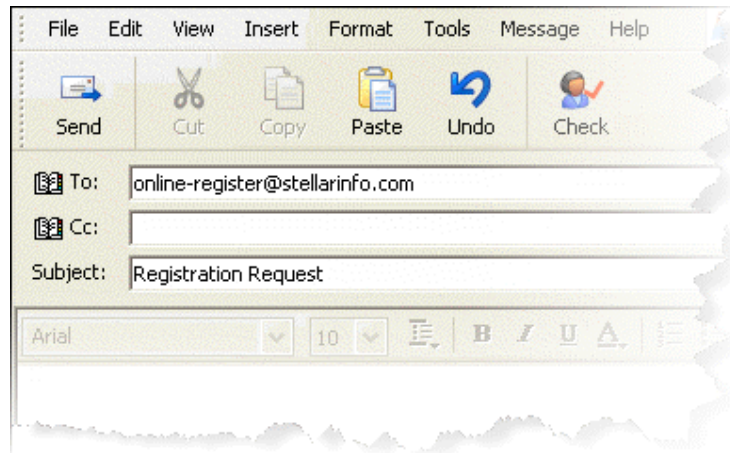 File Edit View Insert Format Tools Message Help
Send Cut Copy Paste Undo Check
To: online-register@stellarinfo.com
Cc:
Subject: Registration Request
Arial 10 B I U A